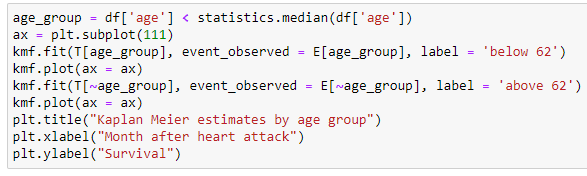 age_group = df['age'] < statistics.median(df['age'])
ax = plt.subplot(111)
kmf.fit(T[age_group], event_observed = E[age_group], label = 'below 62')
kmf.plot(ax = ax)
kmf.fit(T[~age_group], event_observed = E[~age_group], label = 'above 62')
kmf.plot(ax = ax)
plt.title("Kaplan Meier estimates by age group")
plt.xlabel("Month after heart attack")
plt.ylabel("Survival")